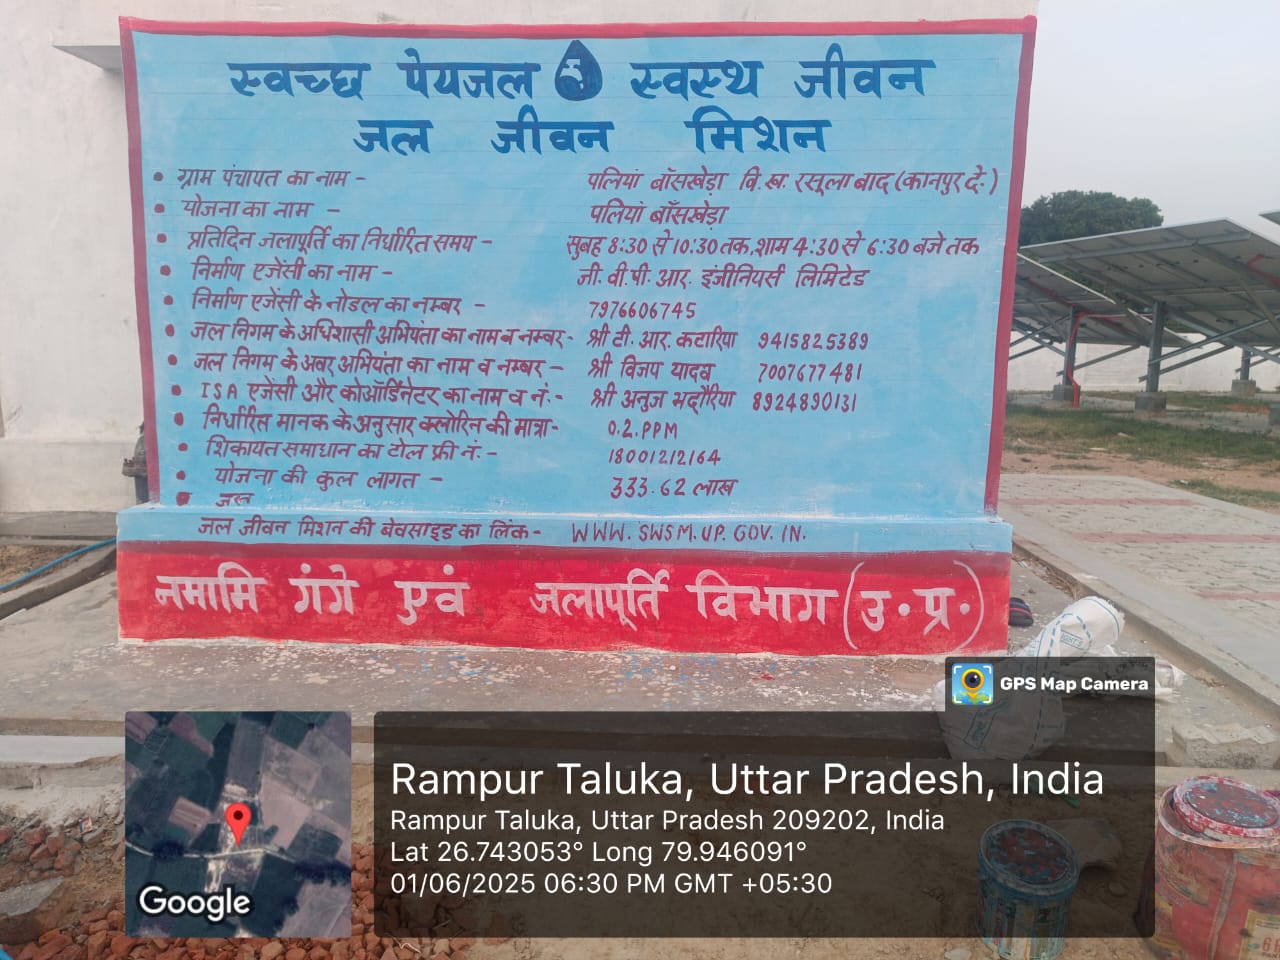 स्वच्छ पेयजल स्वस्थ जीवन
जल जीवन मिशन
• ग्राम पंचायत का नाम - पलियां बाँसखेड़ा वि.ख. रसूलाबाद (कानपुर दे.)
• योजना का नाम - पलियां बाँसखेड़ा
• प्रतिदिन जलापूर्ति का निर्धारित समय - सुबह 8:30 से 10:30 तक, शाम 4:30 से 6:30 बजे तक
• निर्माण एजेंसी का नाम - जी. वी. पी. आर. इंजीनियर्स लिमिटेड
• निर्माण एजेंसी के नोडल का नम्बर - 7976606745
• जल निगम के अधिशासी अभियंता का नाम व नम्बर- श्री टी. आर. कटारिया 9415825389
• जल निगम के अवर अभियंता का नाम व नम्बर- श्री विजय यादव 7007677481
• ISA एजेंसी और कोऑर्डिनेटर का नाम व नं.- श्री अनुज भदौरिया 8924890131
• निर्धारित मानक के अनुसार क्लोरिन की मात्रा- 0.2.PPM
• शिकायत समाधान का टोल फ्री नं.- 18001212164
• योजना की कुल लागत - 333.62 लाख
• जल
जल जीवन मिशन की बेवसाइड का लिंक- WWW.SWSM.UP.GOV.IN.
नमामि गंगे एवं जलापूर्ति विभाग (उ.प्र.)
GPS Map Camera
Rampur Taluka, Uttar Pradesh, India
Rampur Taluka, Uttar Pradesh 209202, India
Lat 26.743053° Long 79.946091°
01/06/2025 06:30 PM GMT +05:30
Google